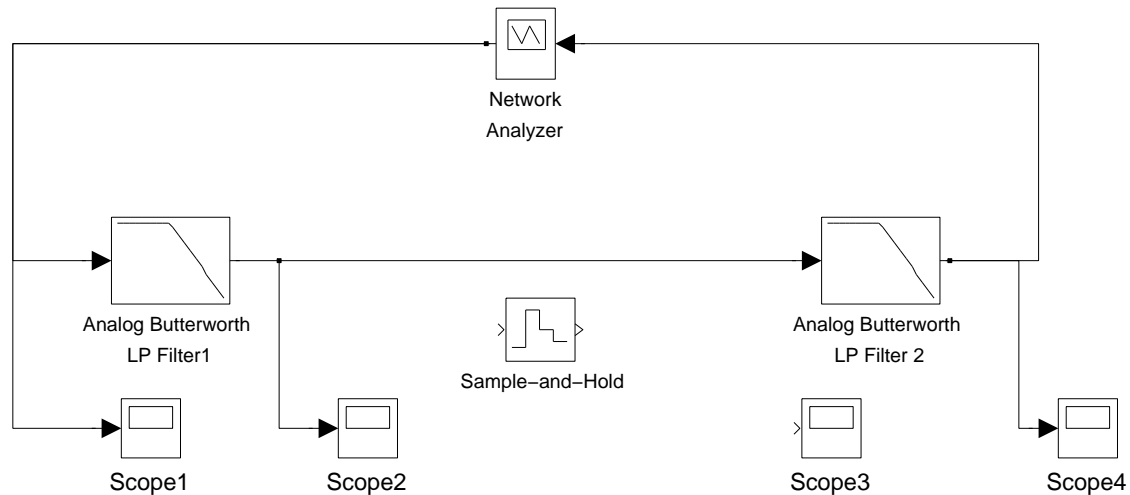 Network
Analyzer
Analog Butterworth
LP Filter1
Analog Butterworth
LP Filter 2
Sample−and−Hold
Scope1
Scope2
Scope3
Scope4